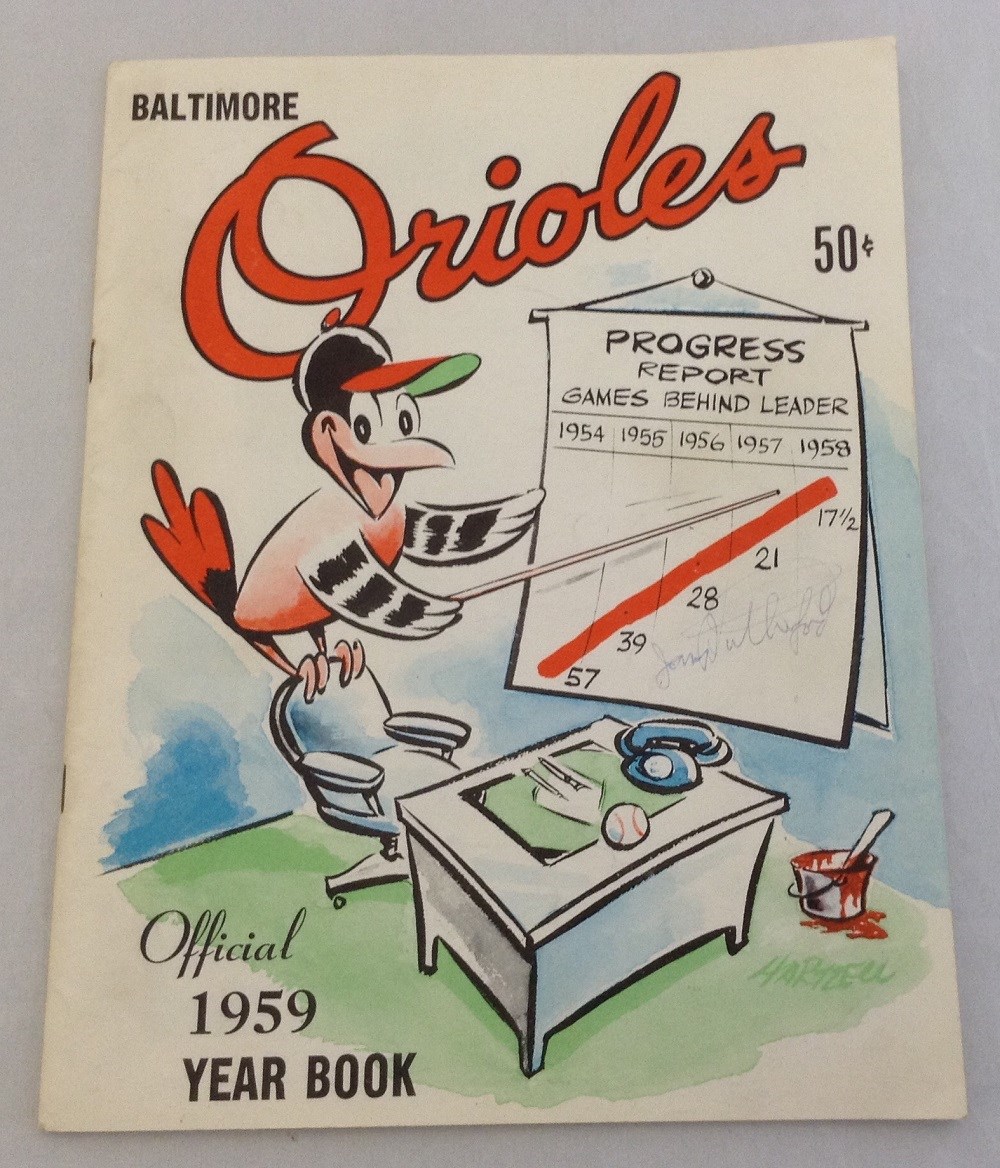 BALTIMORE
Orioles
50¢
PROGRESS
REPORT
GAMES BEHIND LEADER
1954 1955 1956 1957 1958
17½
21
28
39
57
HARTZELL
Official
1959
YEAR BOOK